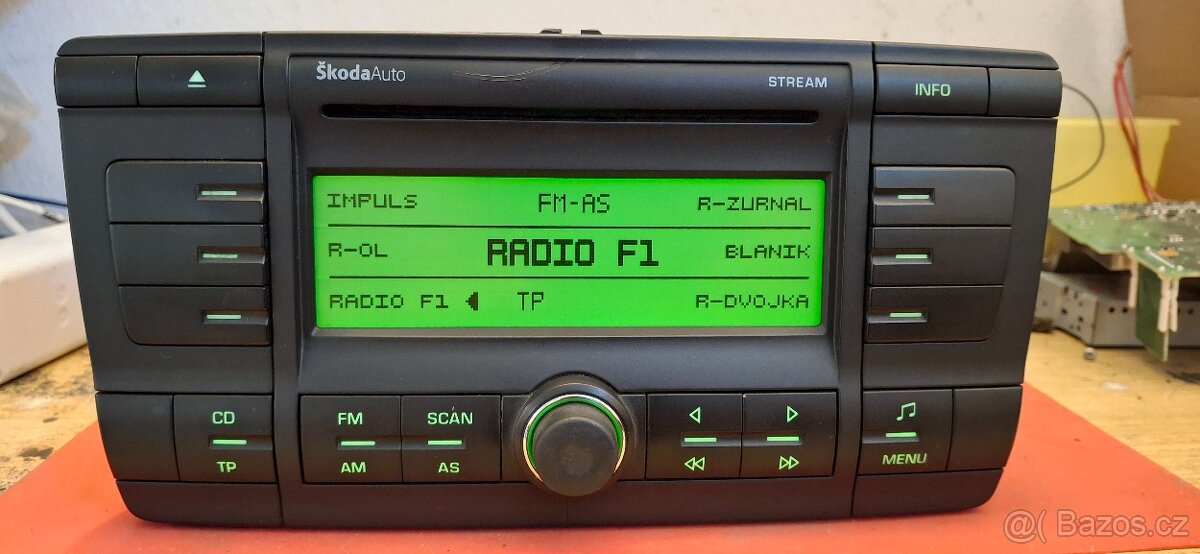 ŠkodaAuto
STREAM
INFO
IMPULS FM-AS R-ZURNAL
R-OL RADIO F1 BLANIK
RADIO F1 TP R-DVOJKA
CD FM SCAN
TP AM AS MENU
@( Bazos.cz